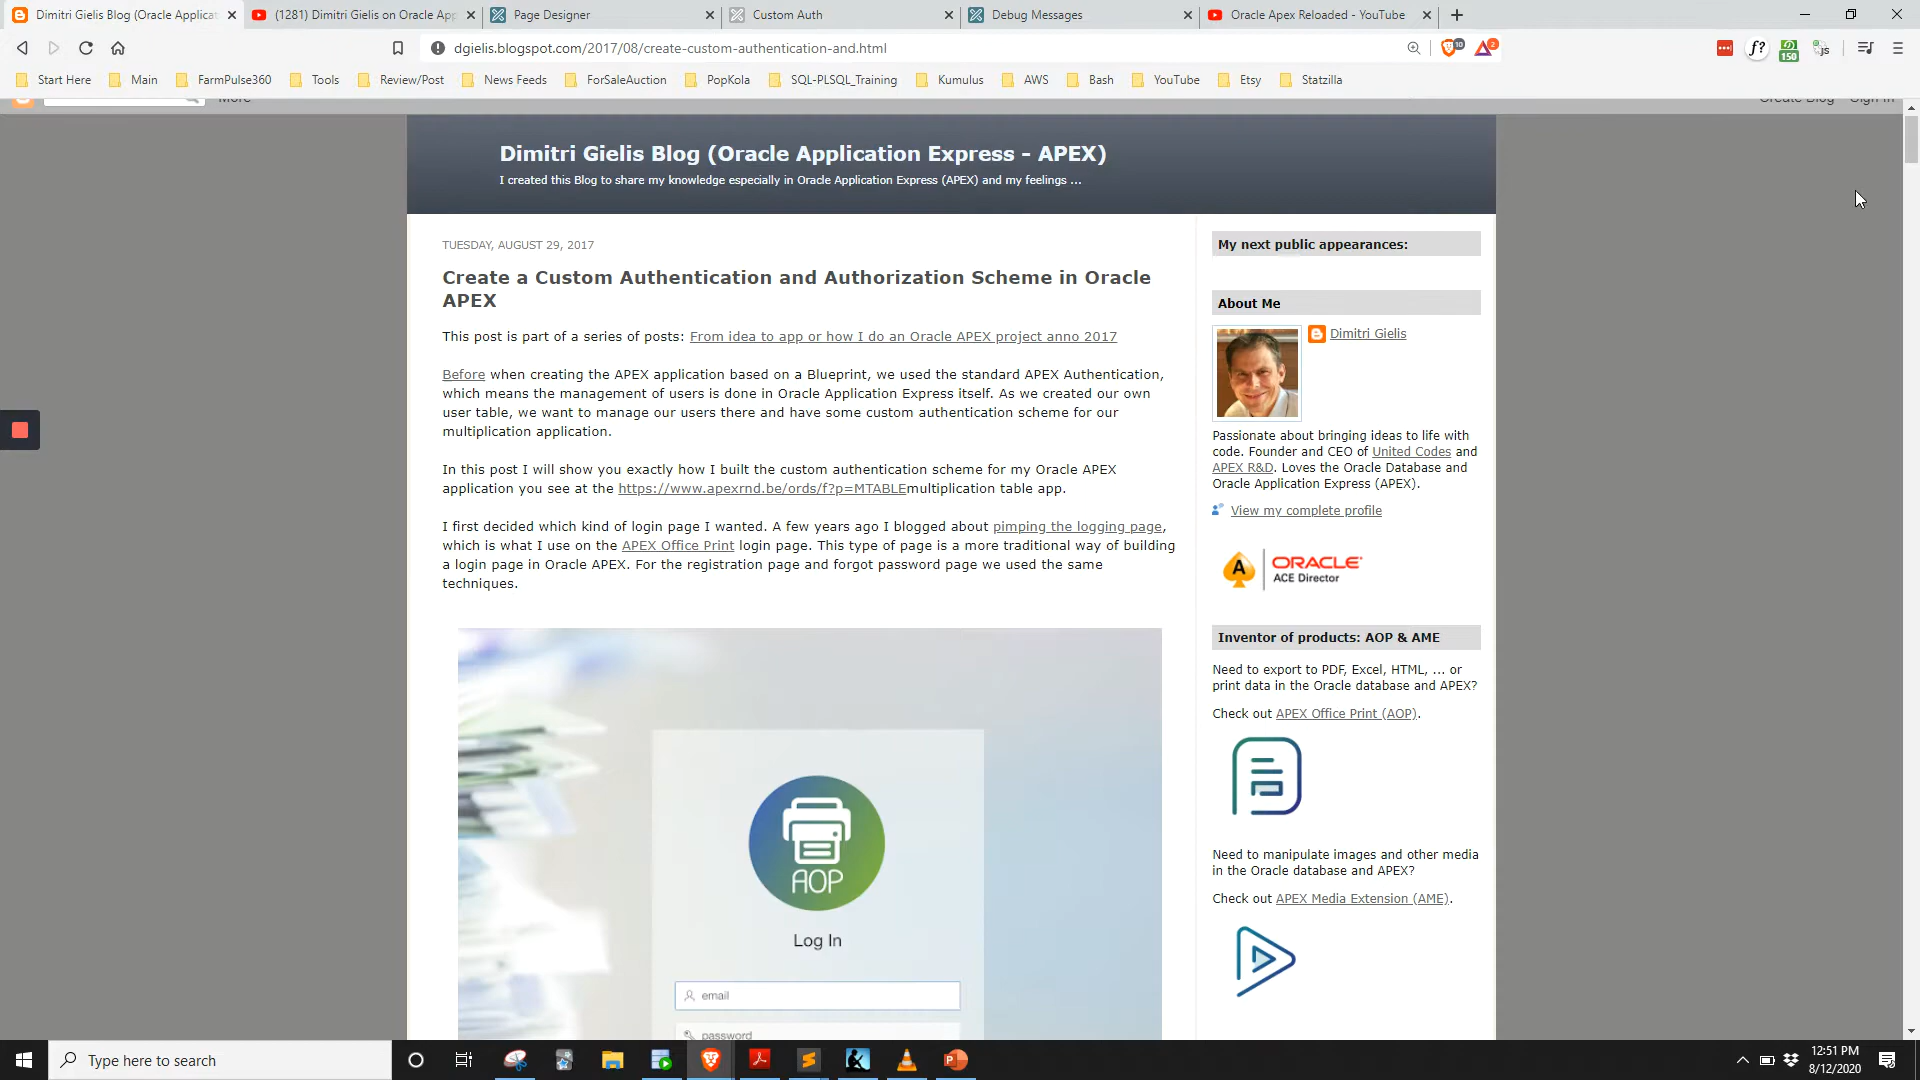 Dimitri Gielis Blog (Oracle Applicat
(1281) Dimitri Gielis on Oracle App
Page Designer
Custom Auth
Debug Messages
Oracle Apex Reloaded - YouTube
dgielis.blogspot.com/2017/08/create-custom-authentication-and.html
10
2
150
js
f?
Start Here
Main
FarmPulse360
Tools
Review/Post
News Feeds
ForSaleAuction
PopKola
SQL-PLSQL_Training
Kumulus
AWS
Bash
YouTube
Etsy
Statzilla
More
Create Blog
Sign In
Dimitri Gielis Blog (Oracle Application Express - APEX)
I created this Blog to share my knowledge especially in Oracle Application Express (APEX) and my feelings ...
TUESDAY, AUGUST 29, 2017
Create a Custom Authentication and Authorization Scheme in Oracle
APEX
This post is part of a series of posts: From idea to app or how I do an Oracle APEX project anno 2017
Before when creating the APEX application based on a Blueprint, we used the standard APEX Authentication,
which means the management of users is done in Oracle Application Express itself. As we created our own
user table, we want to manage our users there and have some custom authentication scheme for our
multiplication application.
In this post I will show you exactly how I built the custom authentication scheme for my Oracle APEX
application you see at the https://www.apexrnd.be/ords/f?p=MTABLEmultiplication table app.
I first decided which kind of login page I wanted. A few years ago I blogged about pimping the logging page,
which is what I use on the APEX Office Print login page. This type of page is a more traditional way of building
a login page in Oracle APEX. For the registration page and forgot password page we used the same
techniques.
AOP
Log In
email
password
My next public appearances:
About Me
Dimitri Gielis
Passionate about bringing ideas to life with
code. Founder and CEO of United Codes and
APEX R&D. Loves the Oracle Database and
Oracle Application Express (APEX).
View my complete profile
A
ORACLE
ACE Director
Inventor of products: AOP & AME
Need to export to PDF, Excel, HTML, ... or
print data in the Oracle database and APEX?
Check out APEX Office Print (AOP).
Need to manipulate images and other media
in the Oracle database and APEX?
Check out APEX Media Extension (AME).
Type here to search
12:51 PM
8/12/2020